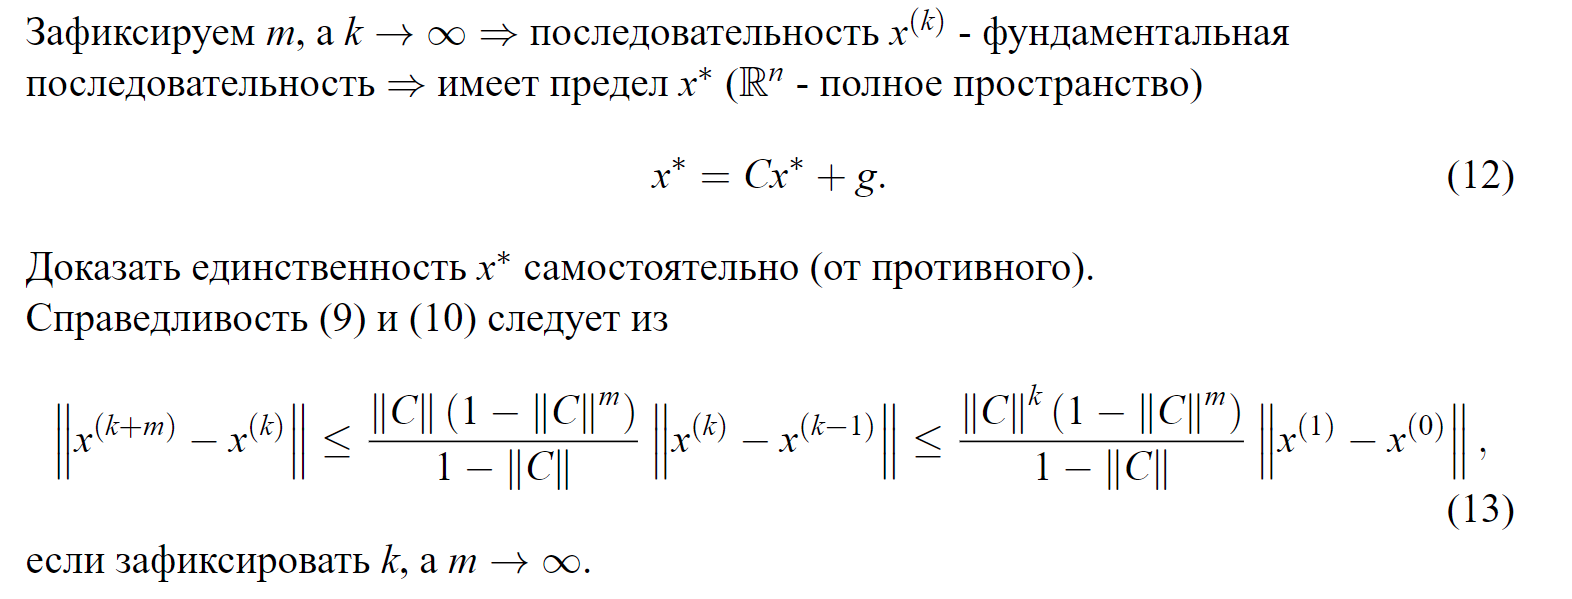 Зафиксируем m, а k → ∞ ⇒ последовательность x^(k) - фундаментальная
последовательность ⇒ имеет предел x* (ℝⁿ - полное пространство)
x* = Cx* + g. (12)
Доказать единственность x* самостоятельно (от противного).
Справедливость (9) и (10) следует из
‖x^(k+m) − x^(k)‖ ≤ ‖C‖ (1 − ‖C‖^m) / (1 − ‖C‖) ‖x^(k) − x^(k−1)‖ ≤ ‖C‖^k (1 − ‖C‖^m) / (1 − ‖C‖) ‖x^(1) − x^(0)‖ ,
(13)
если зафиксировать k, а m → ∞.